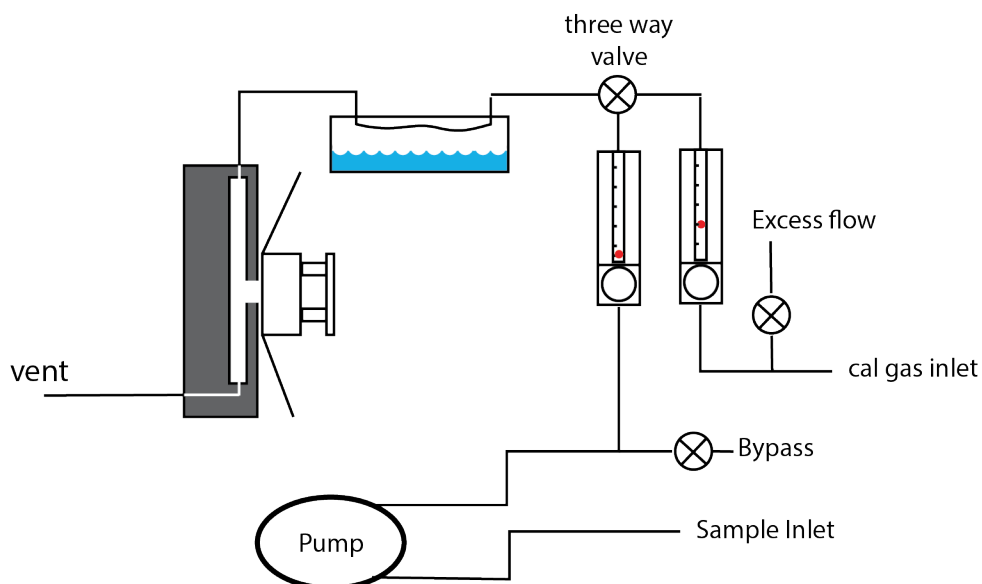 three way
valve
Excess flow
vent
cal gas inlet
Bypass
Sample Inlet
Pump